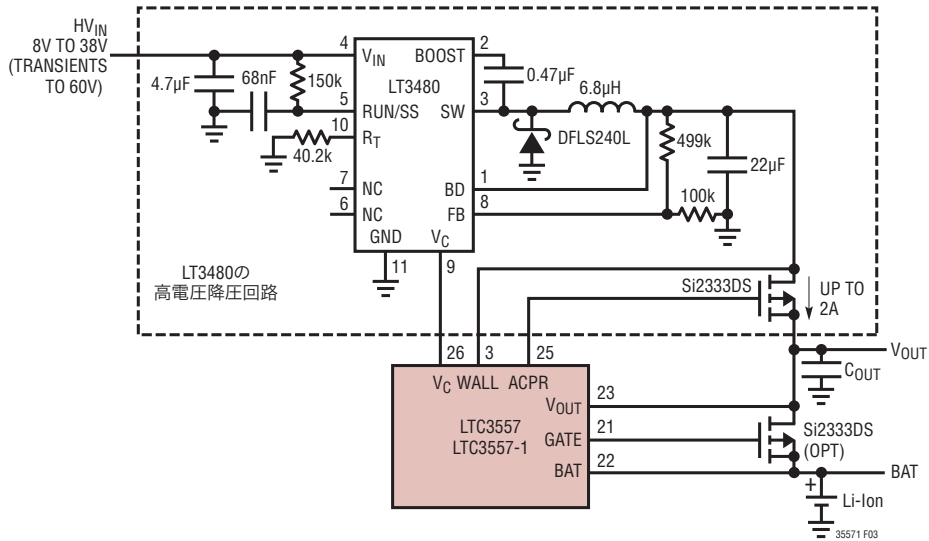 HVIN
8V TO 38V
(TRANSIENTS
TO 60V)
4.7µF
68nF
150k
4
VIN
BOOST
2
0.47µF
LT3480
5
RUN/SS
SW
3
6.8µH
10
RT
40.2k
DFLS240L
499k
22µF
7
NC
BD
1
100k
6
NC
FB
8
GND
VC
11
9
LT3480の
高電圧降圧回路
Si2333DS
UP TO
2A
26
3
25
VC
WALL
ACPR
VOUT
COUT
VOUT
23
LTC3557
LTC3557-1
GATE
21
Si2333DS
(OPT)
BAT
22
BAT
+
Li-Ion
35571 F03